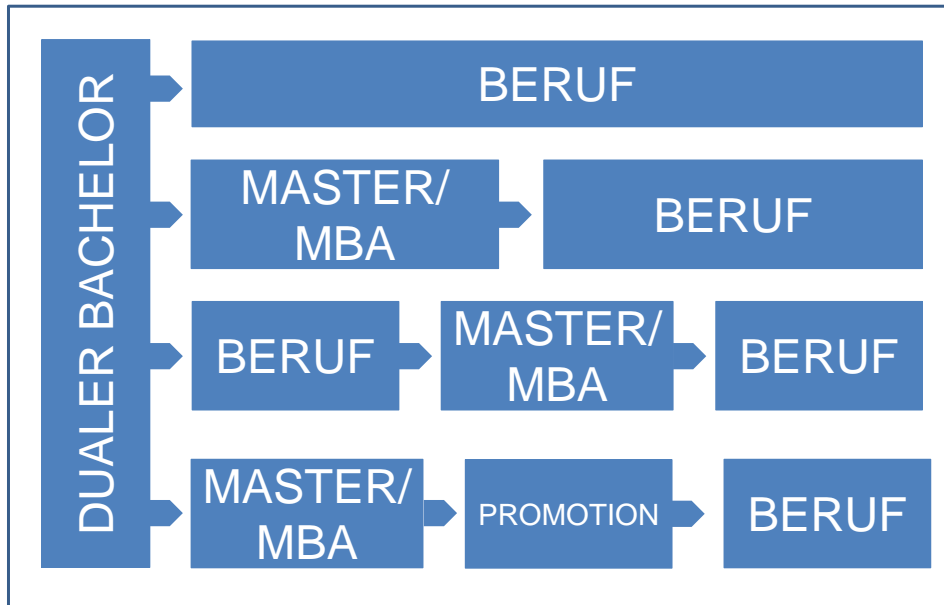 DUALER BACHELOR
BERUF
MASTER/
MBA
BERUF
BERUF
MASTER/
MBA
BERUF
MASTER/
MBA
PROMOTION
BERUF